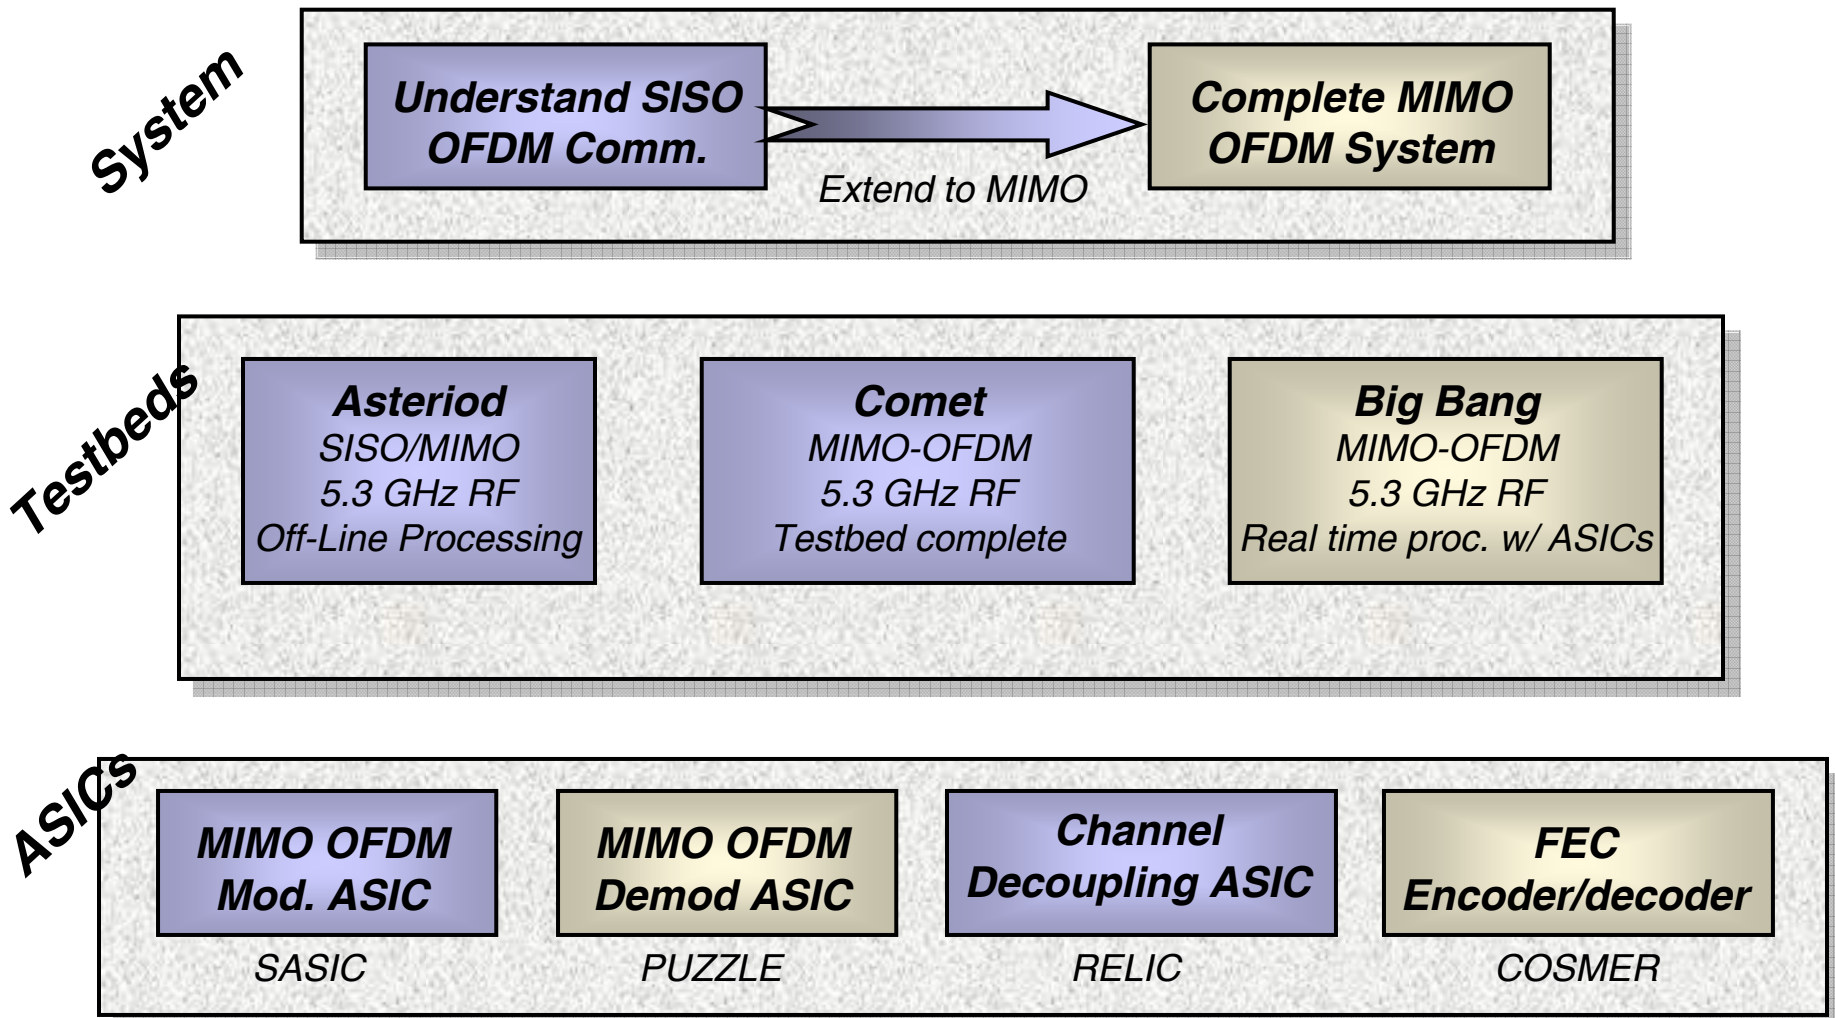 System
Understand SISO
OFDM Comm.
Extend to MIMO
Complete MIMO
OFDM System
Testbeds
Asteriod
SISO/MIMO
5.3 GHz RF
Off-Line Processing
Comet
MIMO-OFDM
5.3 GHz RF
Testbed complete
Big Bang
MIMO-OFDM
5.3 GHz RF
Real time proc. w/ ASICs
ASICs
MIMO OFDM
Mod. ASIC
SASIC
MIMO OFDM
Demod ASIC
PUZZLE
Channel
Decoupling ASIC
RELIC
FEC
Encoder/decoder
COSMER